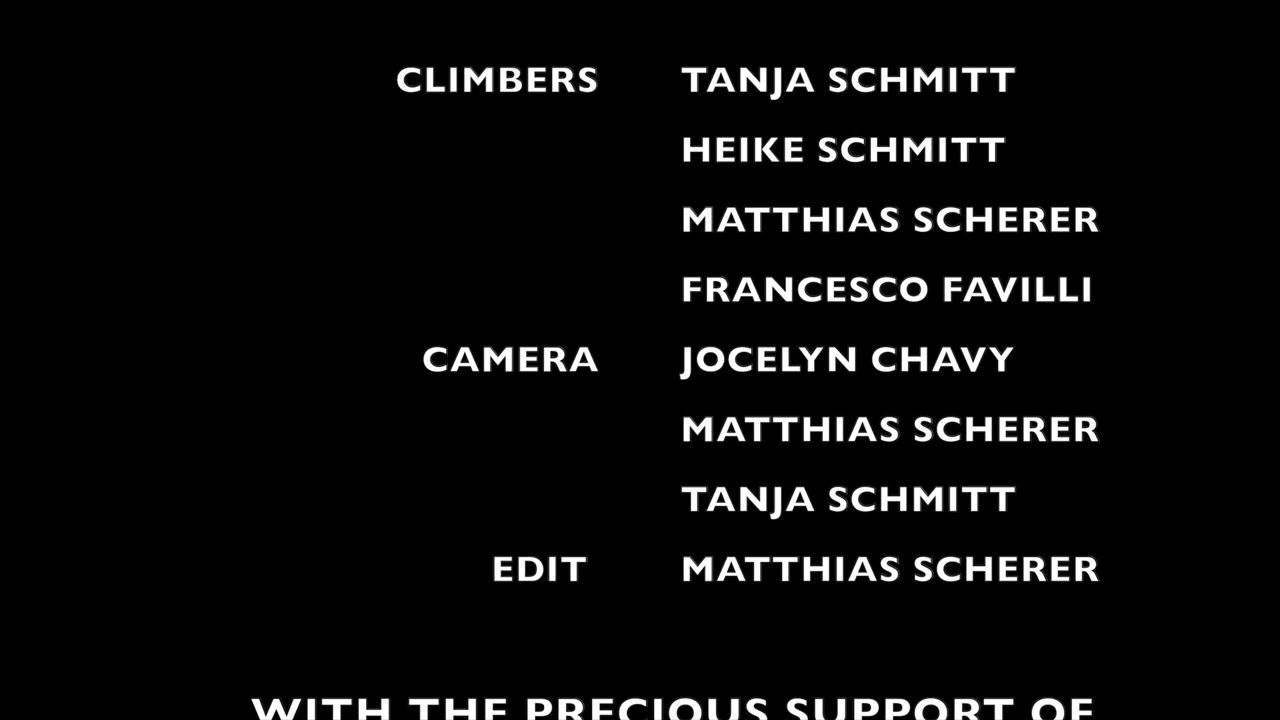 CLIMBERS TANJA SCHMITT
HEIKE SCHMITT
MATTHIAS SCHERER
FRANCESCO FAVILLI
CAMERA JOCELYN CHAVY
MATTHIAS SCHERER
TANJA SCHMITT
EDIT MATTHIAS SCHERER
WITH THE PRECIOUS SUPPORT OF